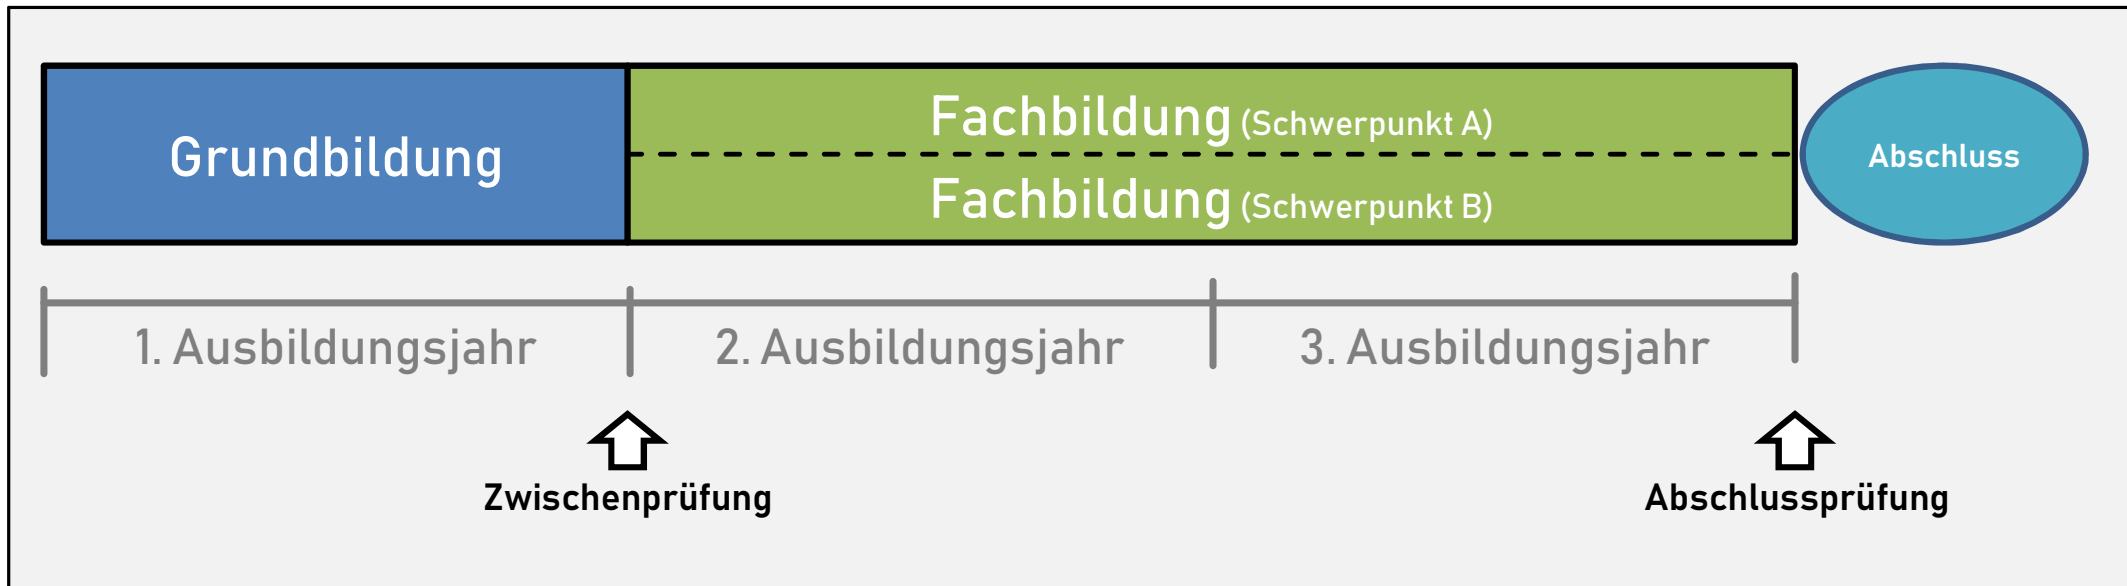 Grundbildung
Fachbildung (Schwerpunkt A)
Fachbildung (Schwerpunkt B)
Abschluss
1. Ausbildungsjahr
2. Ausbildungsjahr
3. Ausbildungsjahr
Zwischenprüfung
Abschlussprüfung